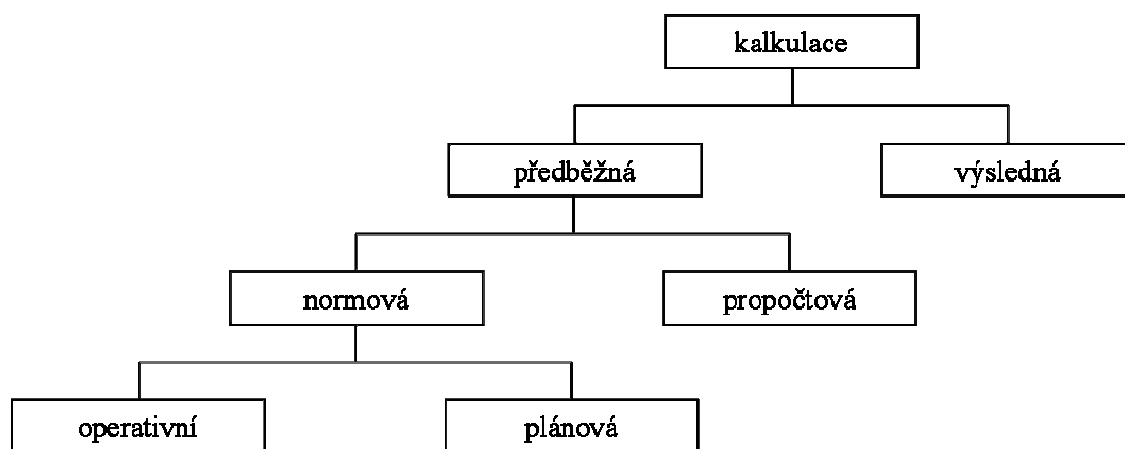 kalkulace
předběžná
výsledná
normová
propočtová
operativní
plánová